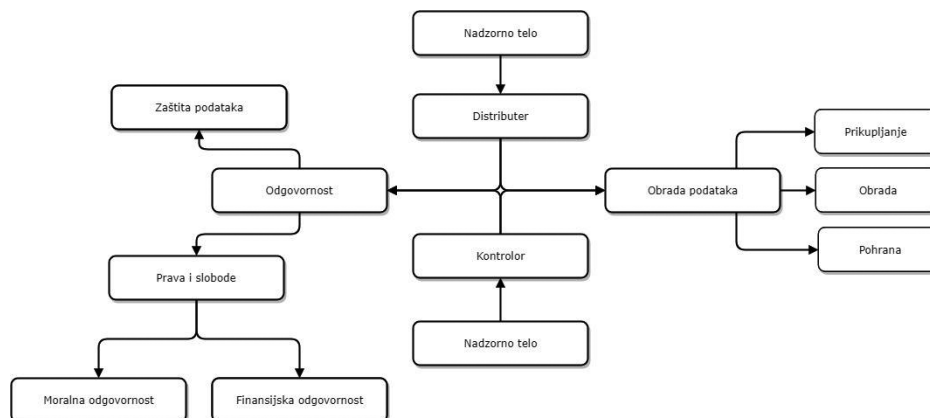 Nadzorno telo
Zaštita podataka
Distributer
Prikupljanje
Odgovornost
Obrada podataka
Obrada
Kontrolor
Pohrana
Prava i slobode
Nadzorno telo
Moralna odgovornost
Finansijska odgovornost